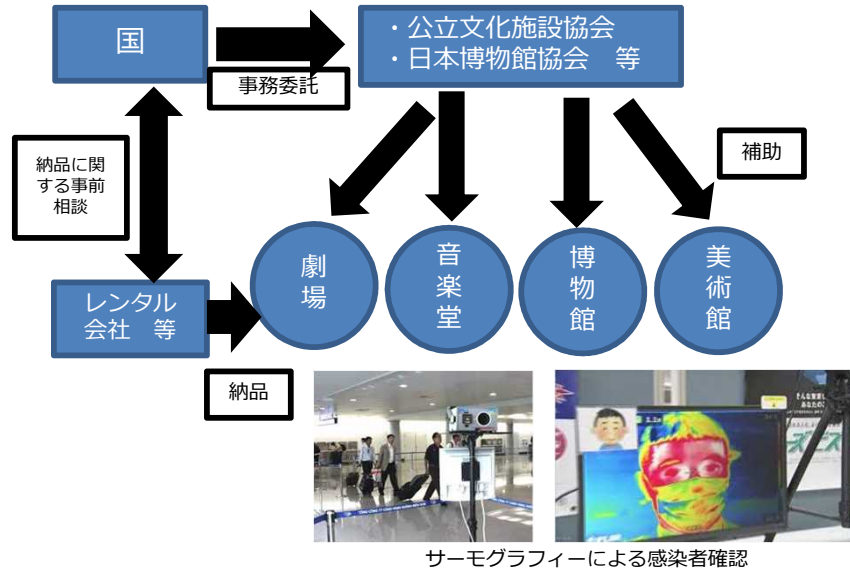 国
・公立文化施設協会
・日本博物館協会　等
事務委託
納品に関
する事前
相談
補助
劇場
音楽堂
博物館
美術館
レンタル
会社　等
納品
サーモグラフィーによる感染者確認